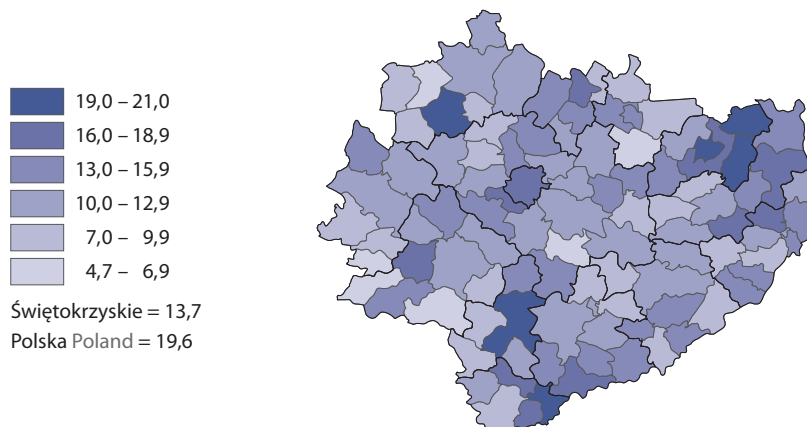 19,0 – 21,0
16,0 – 18,9
13,0 – 15,9
10,0 – 12,9
7,0 – 9,9
4,7 – 6,9
Świętokrzyskie = 13,7
Polska Poland = 19,6